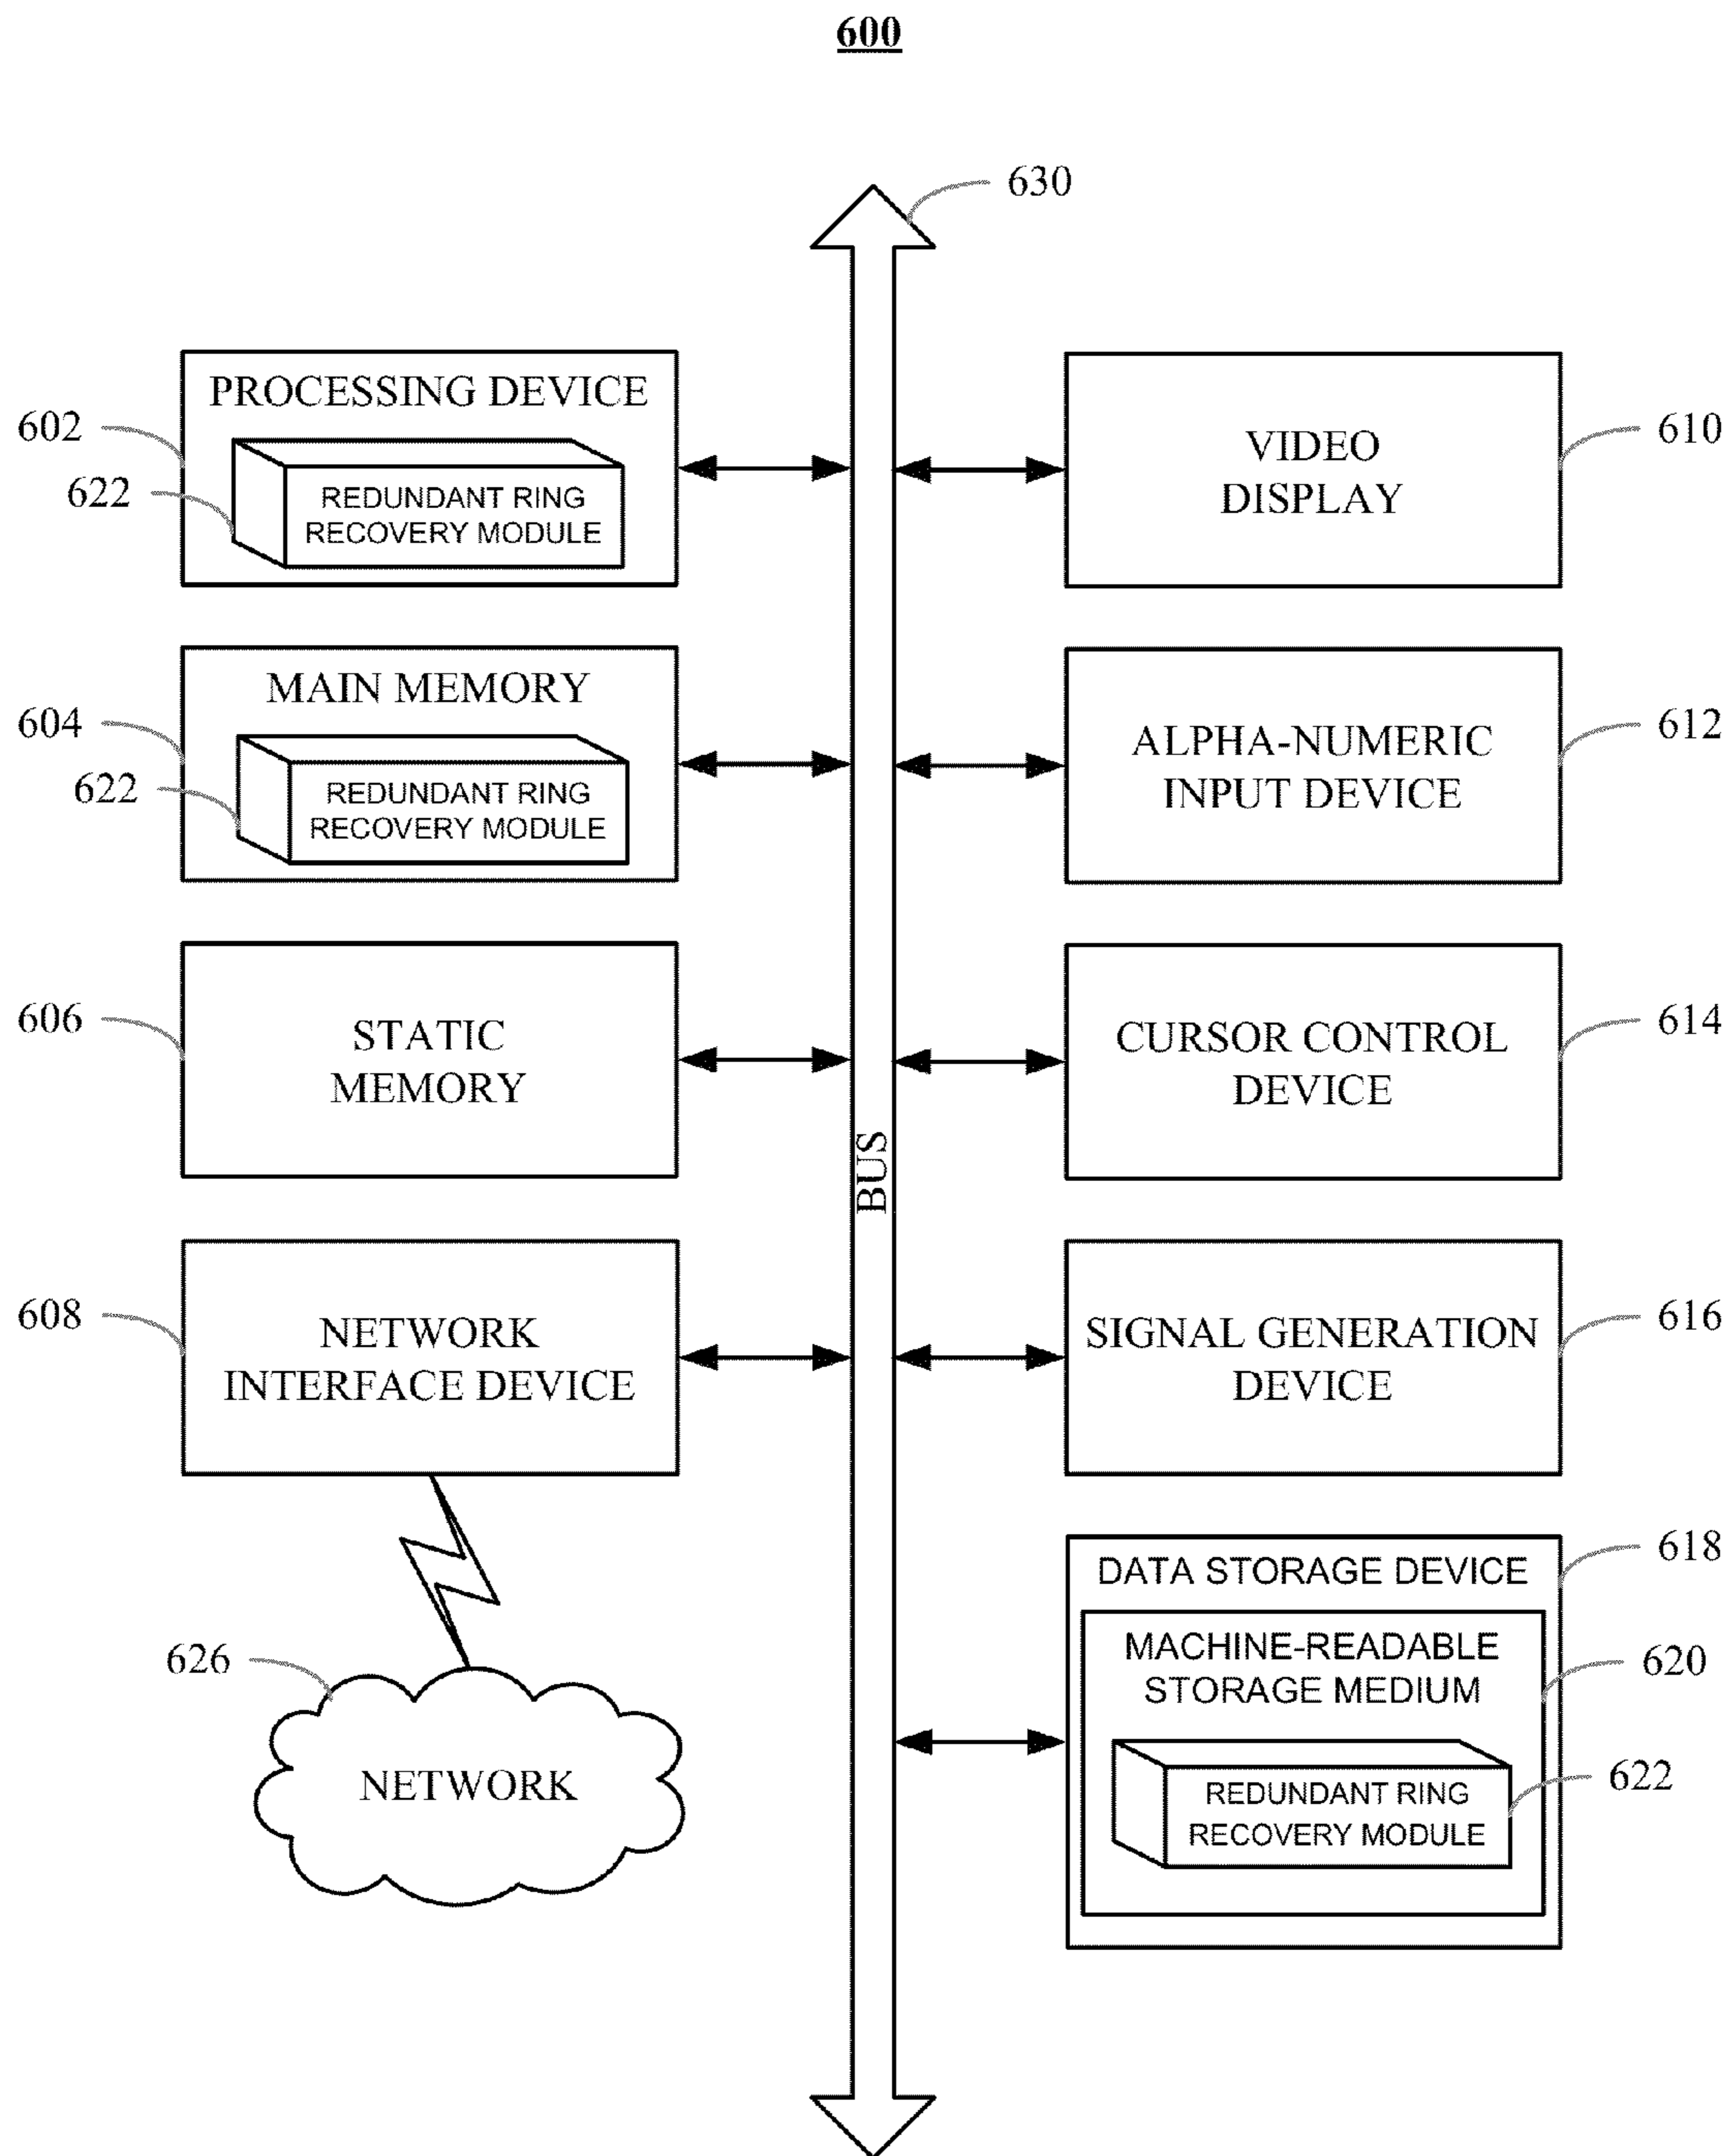 600
630
PROCESSING DEVICE
602
622
REDUNDANT RING
RECOVERY MODULE
VIDEO
DISPLAY
610
MAIN MEMORY
604
622
REDUNDANT RING
RECOVERY MODULE
ALPHA-NUMERIC
INPUT DEVICE
612
606
STATIC
MEMORY
CURSOR CONTROL
DEVICE
614
BUS
608
NETWORK
INTERFACE DEVICE
SIGNAL GENERATION
DEVICE
616
626
NETWORK
618
DATA STORAGE DEVICE
MACHINE-READABLE
STORAGE MEDIUM
620
REDUNDANT RING
RECOVERY MODULE
622